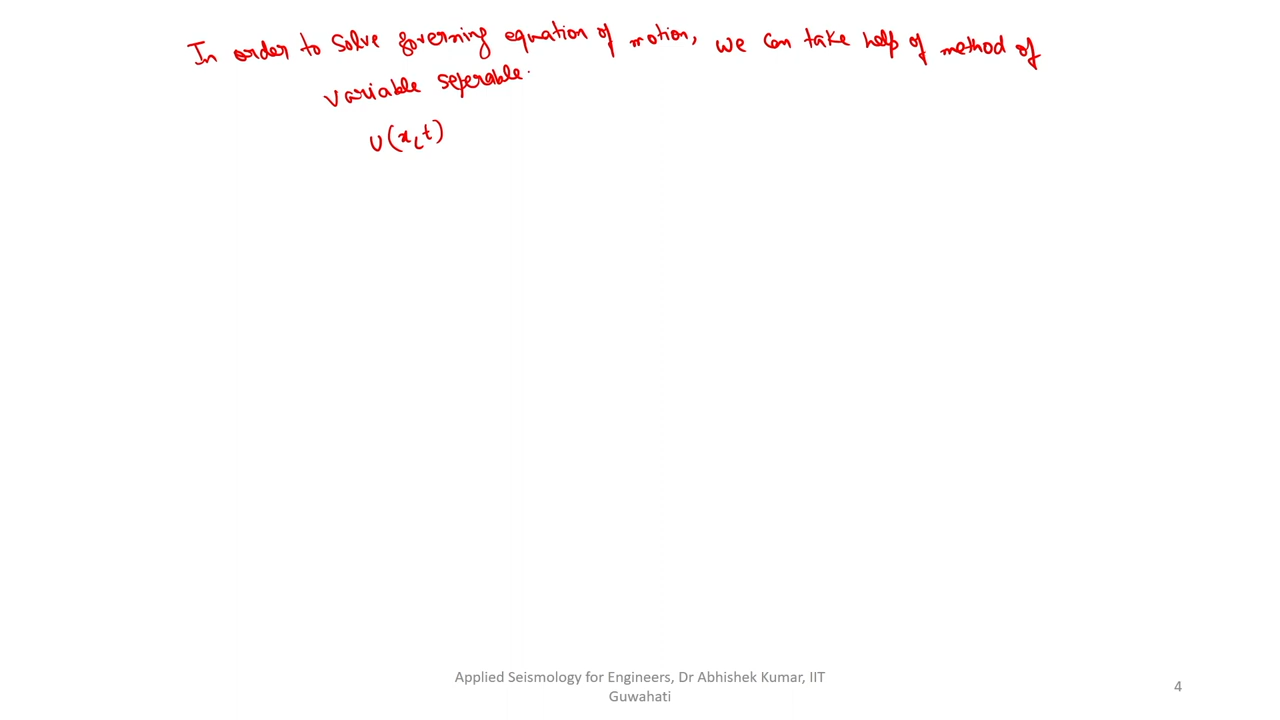 In order to solve governing equation of motion, we can take help of method of
variable seperable.
U(x,t)
Applied Seismology for Engineers, Dr Abhishek Kumar, IIT
Guwahati
4